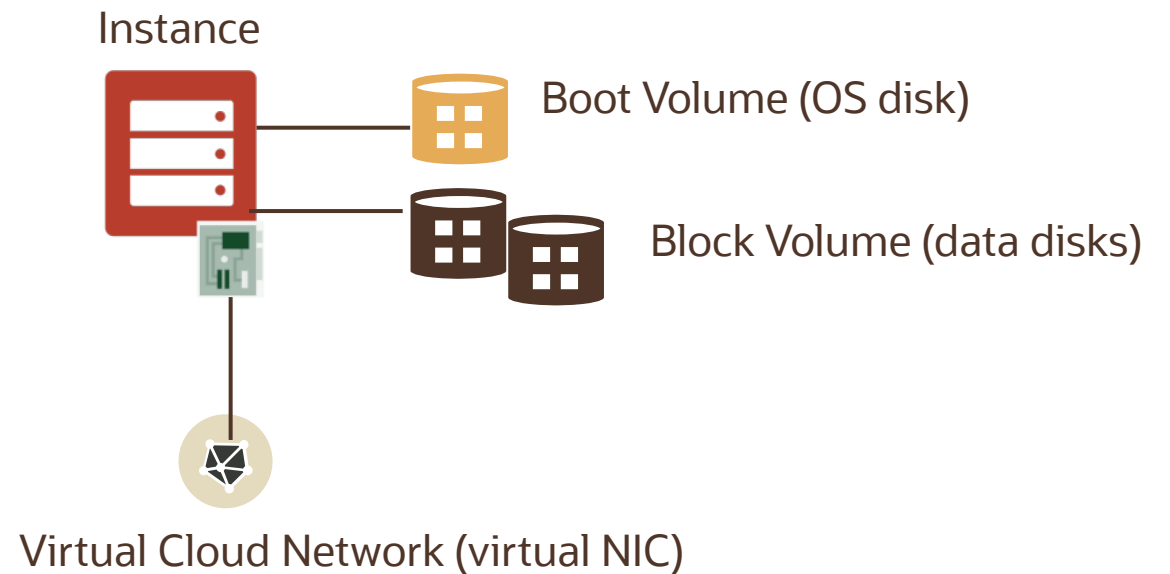 Instance
Boot Volume (OS disk)
Block Volume (data disks)
Virtual Cloud Network (virtual NIC)